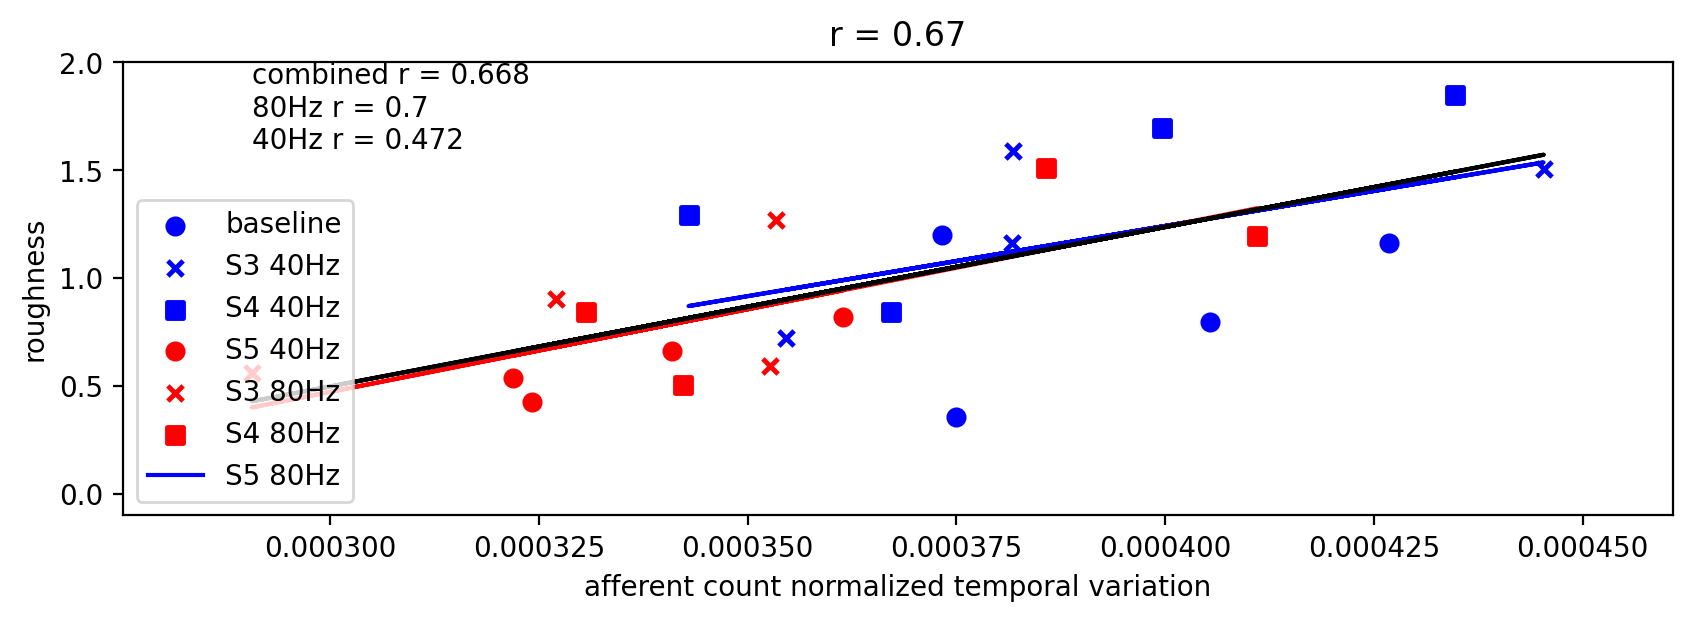 r = 0.67
combined r = 0.668
80Hz r = 0.7
40Hz r = 0.472
roughness
2.0
1.5
1.0
0.5
0.0
baseline
S3 40Hz
S4 40Hz
S5 40Hz
S3 80Hz
S4 80Hz
S5 80Hz
0.000300 0.000325 0.000350 0.000375 0.000400 0.000425 0.000450
afferent count normalized temporal variation